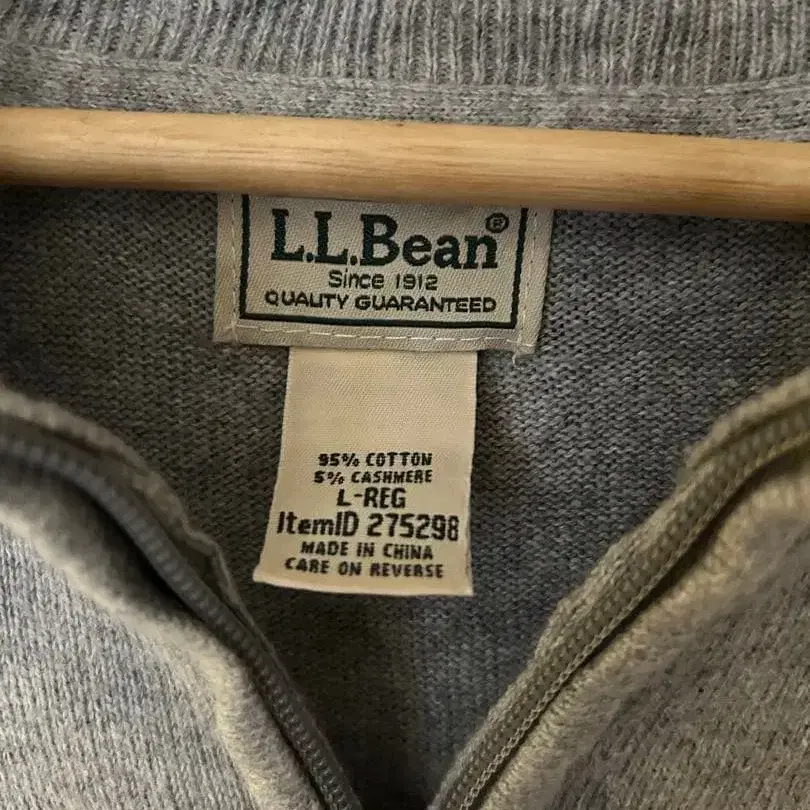 L.L.Bean®
Since 1912
QUALITY GUARANTEED
95% COTTON
5% CASHMERE
L-REG
ItemID 275298
MADE IN CHINA
CARE ON REVERSE